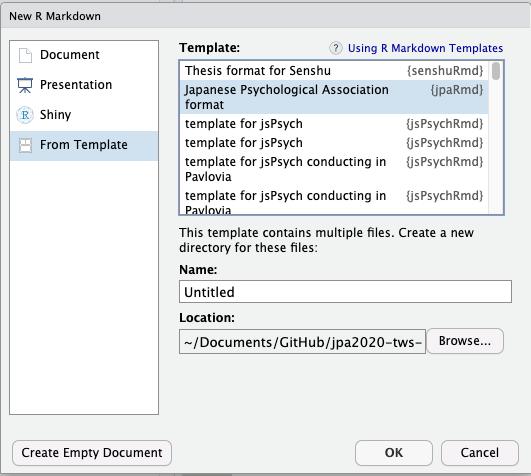 New R Markdown
Document
Presentation
Shiny
From Template
Template:
? Using R Markdown Templates
Thesis format for Senshu {senshuRmd}
Japanese Psychological Association {jpaRmd}
format
template for jsPsych {jsPsychRmd}
template for jsPsych {jsPsychRmd}
template for jsPsych conducting in {jsPsychRmd}
Pavlovia
template for jsPsych conducting in {jsPsychRmd}
Pavlovia
This template contains multiple files. Create a new
directory for these files:
Name:
Untitled
Location:
~/Documents/GitHub/jpa2020-tws- Browse...
Create Empty Document OK Cancel